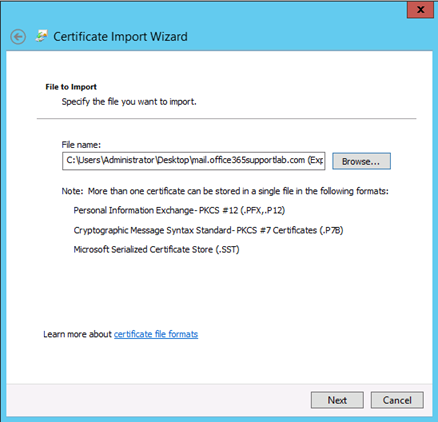 Certificate Import Wizard
File to Import
Specify the file you want to import.
File name:
C:\Users\Administrator\Desktop\mail.office365supportlab.com (Exp
Browse...
Note: More than one certificate can be stored in a single file in the following formats:
Personal Information Exchange- PKCS #12 (.PFX,.P12)
Cryptographic Message Syntax Standard- PKCS #7 Certificates (.P7B)
Microsoft Serialized Certificate Store (.SST)
Learn more about certificate file formats
Next
Cancel